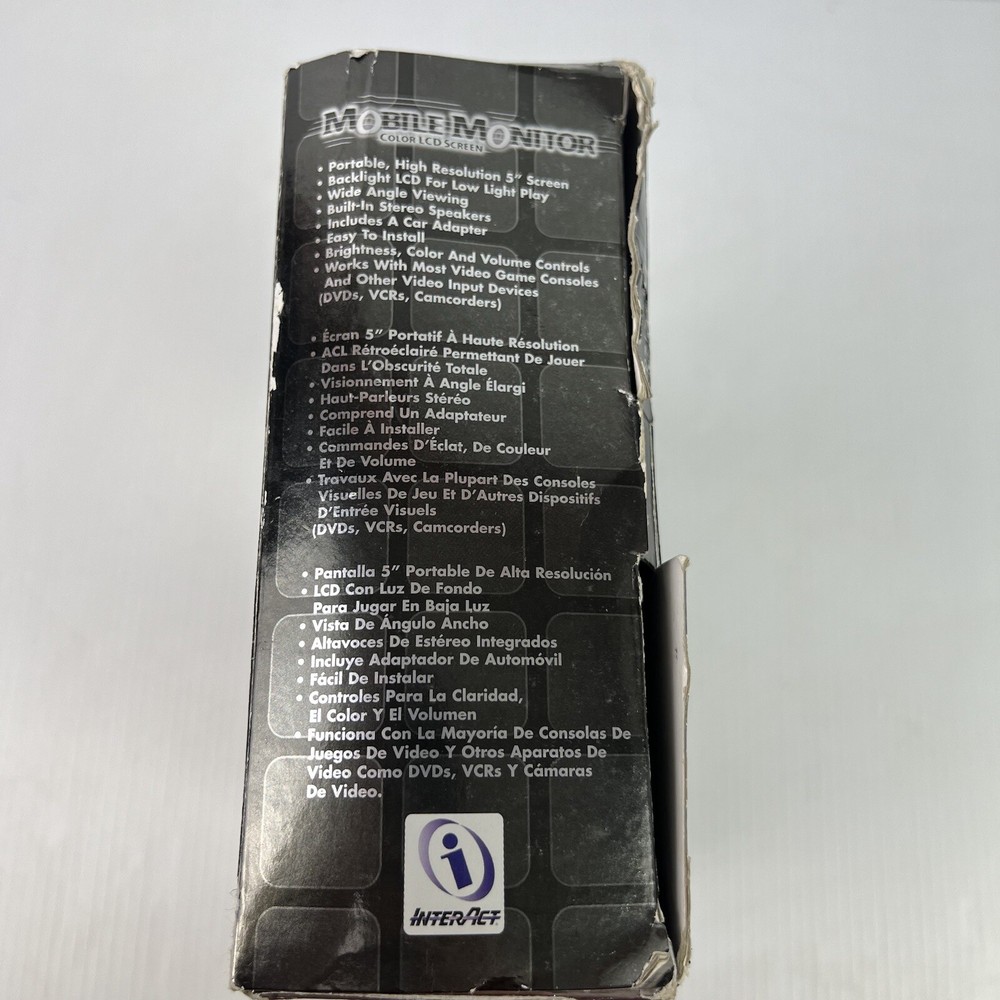 MOBILE MONITOR
COLOR LCD SCREEN
• Portable, High Resolution 5" Screen
• Backlight LCD For Low Light Play
• Wide Angle Viewing
• Built-In Stereo Speakers
• Includes A Car Adapter
• Easy To Install
• Brightness, Color And Volume Controls
• Works With Most Video Game Consoles
And Other Video Input Devices
(DVDs, VCRs, Camcorders)
• Écran 5" Portatif À Haute Résolution
• ACL Rétroéclairé Permettant De Jouer
Dans L'Obscurité Totale
• Visionnement À Angle Élargi
• Haut-Parleurs Stéréo
• Comprend Un Adaptateur
• Facile À Installer
• Commandes D'Éclat, De Couleur
Et De Volume
• Travaux Avec La Plupart Des Consoles
Visuelles De Jeu Et D'Autres Dispositifs
D'Entrée Visuels
(DVDs, VCRs, Camcorders)
• Pantalla 5" Portable De Alta Resolución
• LCD Con Luz De Fondo
Para Jugar En Baja Luz
• Vista De Ángulo Ancho
• Altavoces De Estéreo Integrados
• Incluye Adaptador De Automóvil
• Fácil De Instalar
• Controles Para La Claridad,
El Color Y El Volumen
• Funciona Con La Mayoría De Consolas De
Juegos De Video Y Otros Aparatos De
Video Como DVDs, VCRs Y Cámaras
De Video.
i
INTERACT